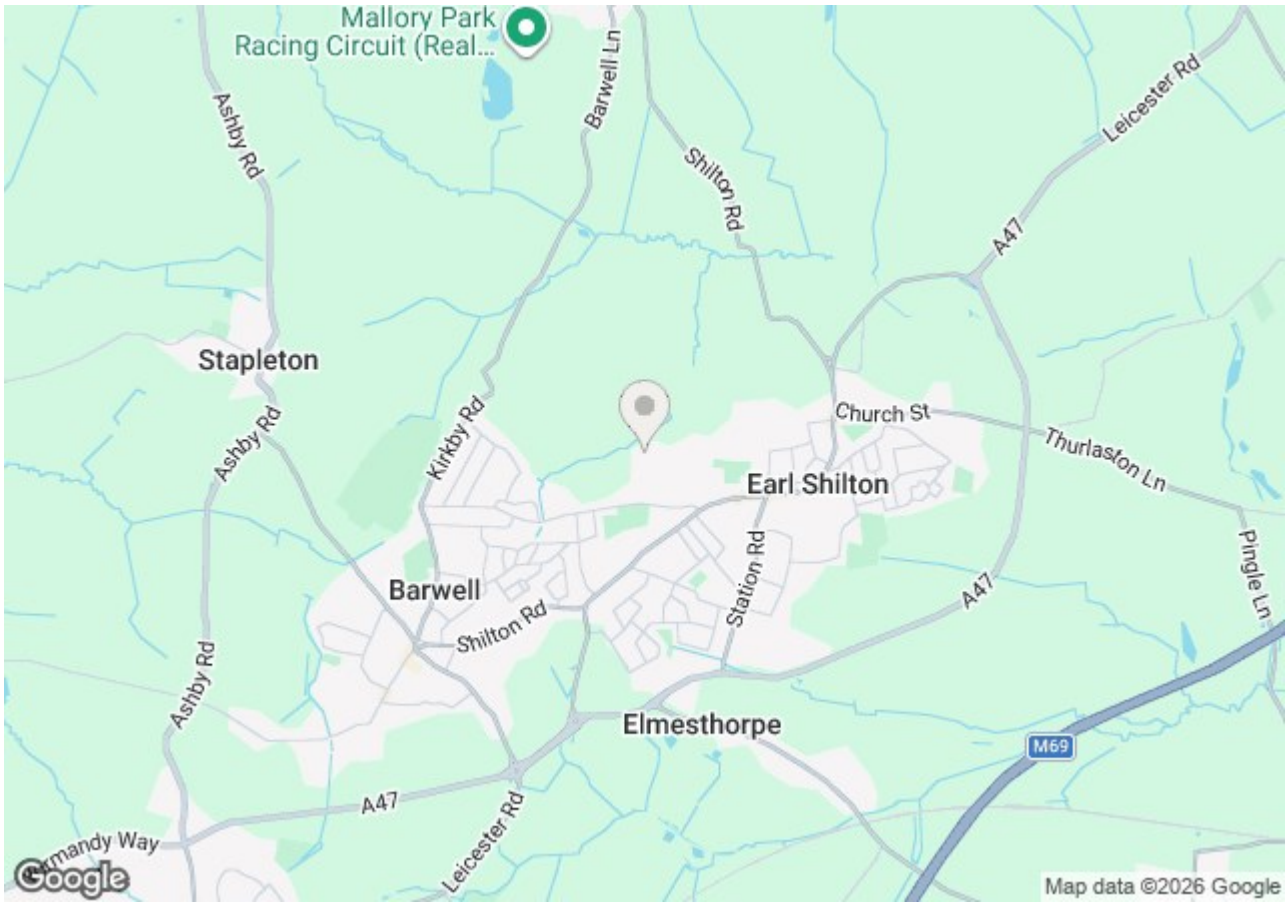 Mallory Park
Racing Circuit (Real...
Barwell Ln
Leicester Rd
Ashby Rd
Shilton Rd
A47
Stapleton
Kirkby Rd
Church St
Ashby Rd
Thurlaston Ln
Earl Shilton
Pingle Ln
Station Rd
Barwell
A47
Shilton Rd
Ashby Rd
Elmesthorpe
M69
A47
Leicester Rd
rmandy Way
Google
Map data ©2026 Google